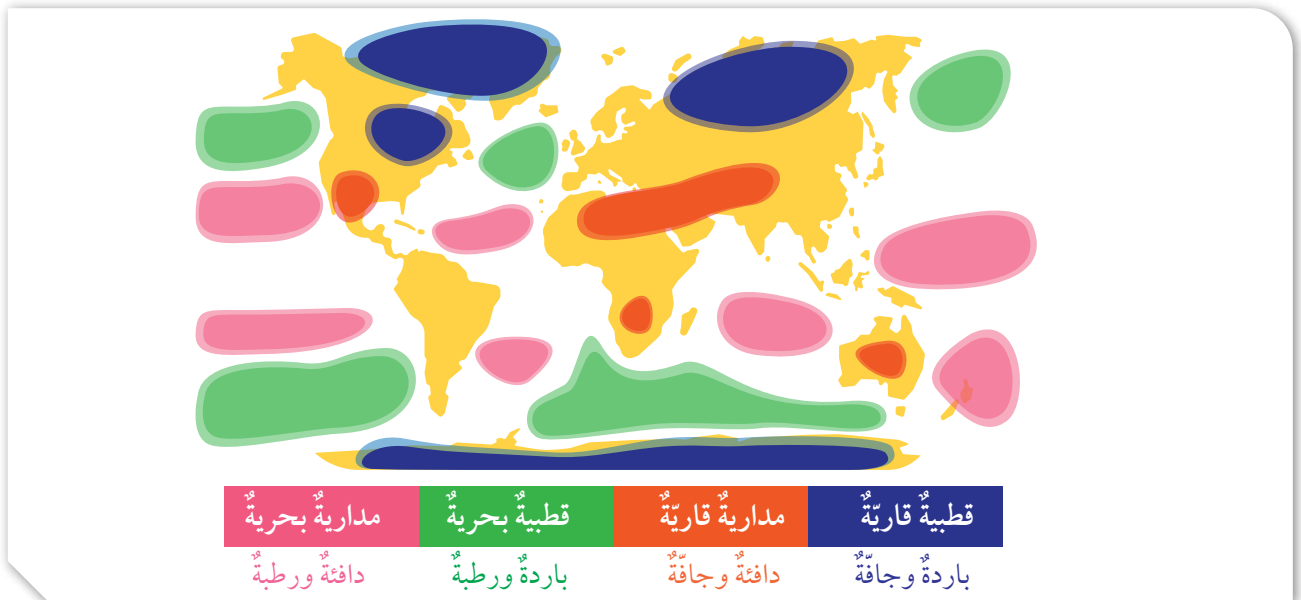 قطبيةٌ قاريّةٌ مداريةٌ قاريّةٌ قطبيةٌ بحريةٌ مداريةٌ بحريةٌ
باردةٌ وجافّةٌ دافئةٌ وجافّةٌ باردةٌ ورطبةٌ دافئةٌ ورطبةٌ